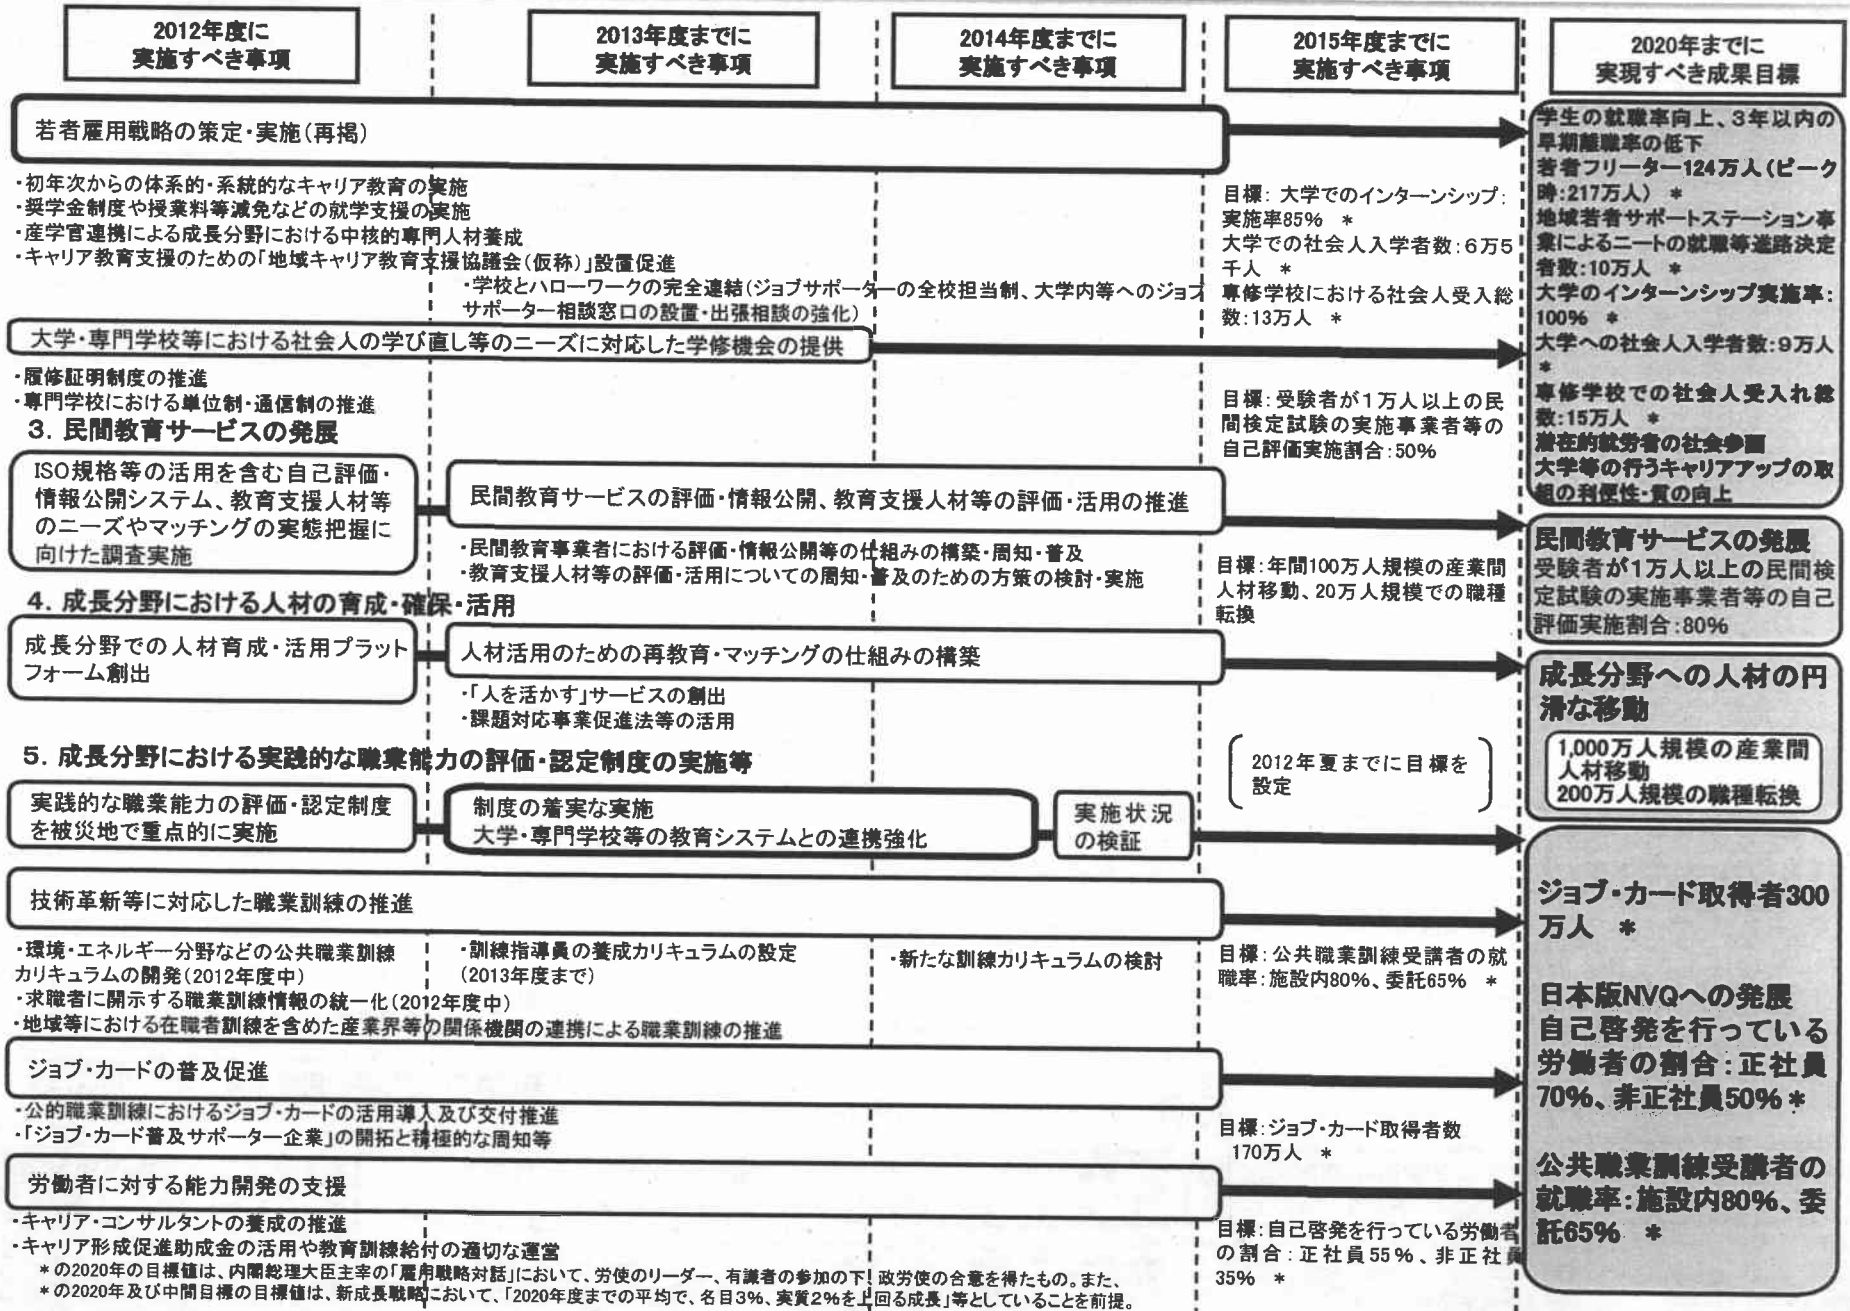 2012年度に
実施すべき事項
2013年度までに
実施すべき事項
2014年度までに
実施すべき事項
2015年度までに
実施すべき事項
2020年までに
実現すべき成果目標
若者雇用戦略の策定・実施(再掲)
・初年次からの体系的・系統的なキャリア教育の実施
・奨学金制度や授業料等減免などの就学支援の実施
・産学官連携による成長分野における中核的専門人材養成
・キャリア教育支援のための「地域キャリア教育支援協議会(仮称)」設置促進
・学校とハローワークの完全連結(ジョブサポーターの全校担当制、大学内等へのジョブ
サポーター相談窓口の設置・出張相談の強化)
目標: 大学でのインターンシップ:
実施率85% *
大学での社会人入学者数:6万5
千人 *
専修学校における社会人受入総
数:13万人 *
大学・専門学校等における社会人の学び直し等のニーズに対応した学修機会の提供
・履修証明制度の推進
・専門学校における単位制・通信制の推進
目標:受験者が1万人以上の民
間検定試験の実施事業者等の
自己評価実施割合:50%
学生の就職率向上、3年以内の
早期離職率の低下
若者フリーター124万人(ピーク
時:217万人) *
地域若者サポートステーション事
業によるニートの就職等進路決定
者数:10万人 *
大学のインターンシップ実施率:
100% *
大学への社会人入学者数:9万人
*
専修学校での社会人受入れ総
数:15万人 *
潜在的就労者の社会参画
大学等の行うキャリアアップの取
組の利便性・質の向上
3. 民間教育サービスの発展
ISO規格等の活用を含む自己評価・
情報公開システム、教育支援人材等
のニーズやマッチングの実態把握に
向けた調査実施
民間教育サービスの評価・情報公開、教育支援人材等の評価・活用の推進
・民間教育事業者における評価・情報公開等の仕組みの構築・周知・普及
・教育支援人材等の評価・活用についての周知・普及のための方策の検討・実施
目標:年間100万人規模の産業間
人材移動、20万人規模での職種
転換
民間教育サービスの発展
受験者が1万人以上の民間検
定試験の実施事業者等の自己
評価実施割合:80%
4. 成長分野における人材の育成・確保・活用
成長分野での人材育成・活用プラット
フォーム創出
人材活用のための再教育・マッチングの仕組みの構築
・「人を活かす」サービスの創出
・課題対応事業促進法等の活用
成長分野への人材の円
滑な移動
1,000万人規模の産業間
人材移動
200万人規模の職種転換
5. 成長分野における実践的な職業能力の評価・認定制度の実施等
2012年夏までに目標を
設定
実践的な職業能力の評価・認定制度
を被災地で重点的に実施
制度の着実な実施
大学・専門学校等の教育システムとの連携強化
実施状況
の検証
技術革新等に対応した職業訓練の推進
・環境・エネルギー分野などの公共職業訓練
カリキュラムの開発(2012年度中)
・求職者に開示する職業訓練情報の統一化(2012年度中)
・地域等における在職者訓練を含めた産業界等の関係機関の連携による職業訓練の推進
・訓練指導員の養成カリキュラムの設定
(2013年度まで)
・新たな訓練カリキュラムの検討
目標:公共職業訓練受講者の就
職率:施設内80%、委託65% *
ジョブ・カード取得者300
万人 *
日本版NVQへの発展
自己啓発を行っている
労働者の割合:正社員
70%、非正社員50% *
公共職業訓練受講者の
就職率:施設内80%、委
託65% *
ジョブ・カードの普及促進
・公的職業訓練におけるジョブ・カードの活用導入及び交付推進
・「ジョブ・カード普及サポーター企業」の開拓と積極的な周知等
目標:ジョブ・カード取得者数
170万人 *
労働者に対する能力開発の支援
・キャリア・コンサルタントの養成の推進
・キャリア形成促進助成金の活用や教育訓練給付の適切な運営
目標:自己啓発を行っている労働者
の割合:正社員55%、非正社員
35% *
*の2020年の目標値は、内閣総理大臣主宰の「雇用戦略対話」において、労使のリーダー、有識者の参加の下、政労使の合意を得たもの。また、
*の2020年及び中間目標の目標値は、新成長戦略において、「2020年度までの平均で、名目3%、実質2%を上回る成長」等としていることを前提。